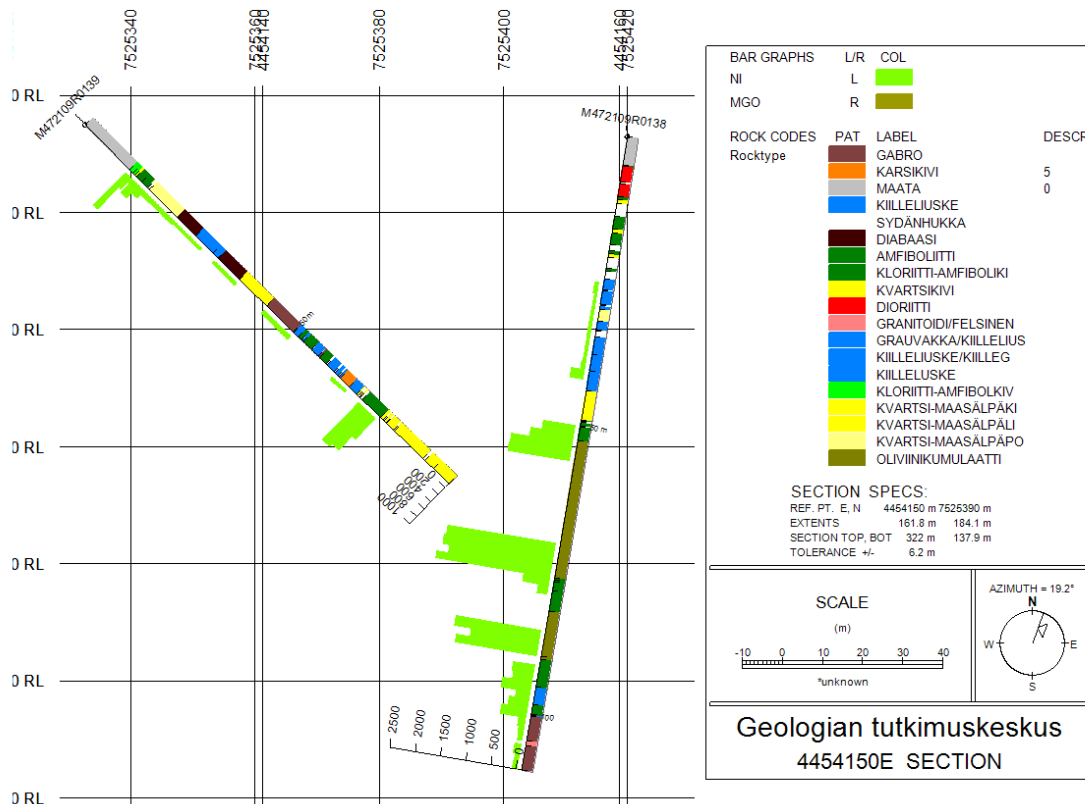 7525340
7525360
4454140
7525380
7525400
4454160
7525420
M472109R0139
M472109R0138
0 RL
0 RL
0 RL
0 RL
0 RL
0 RL
0 RL
50 m
50 m
100
1000
2500
2000
1500
1000
500
0
BAR GRAPHS L/R COL
NI L
MGO R
ROCK CODES PAT LABEL DESCR
Rocktype GABRO
KARSIKIVI 5
MAATA 0
KIILLELIUSKE
SYDÄNHUKKA
DIABAASI
AMFIBOLIITTI
KLORIITTI-AMFIBOLIKI
KVARTSIKIVI
DIORIITTI
GRANITOIDI/FELSINEN
GRAUVAKKA/KIILLELIUS
KIILLELIUSKE/KIILLEG
KIILLELUSKE
KLORIITTI-AMFIBOLKIV
KVARTSI-MAASÄLPÄKI
KVARTSI-MAASÄLPÄLI
KVARTSI-MAASÄLPÄPO
OLIVIINIKUMULAATTI
SECTION SPECS:
REF. PT. E, N 4454150 m 7525390 m
EXTENTS 161.8 m 184.1 m
SECTION TOP, BOT 322 m 137.9 m
TOLERANCE +/- 6.2 m
SCALE
(m)
-10 0 10 20 30 40
*unknown
AZIMUTH = 19.2°
N
W E
S
Geologian tutkimuskeskus
4454150E SECTION